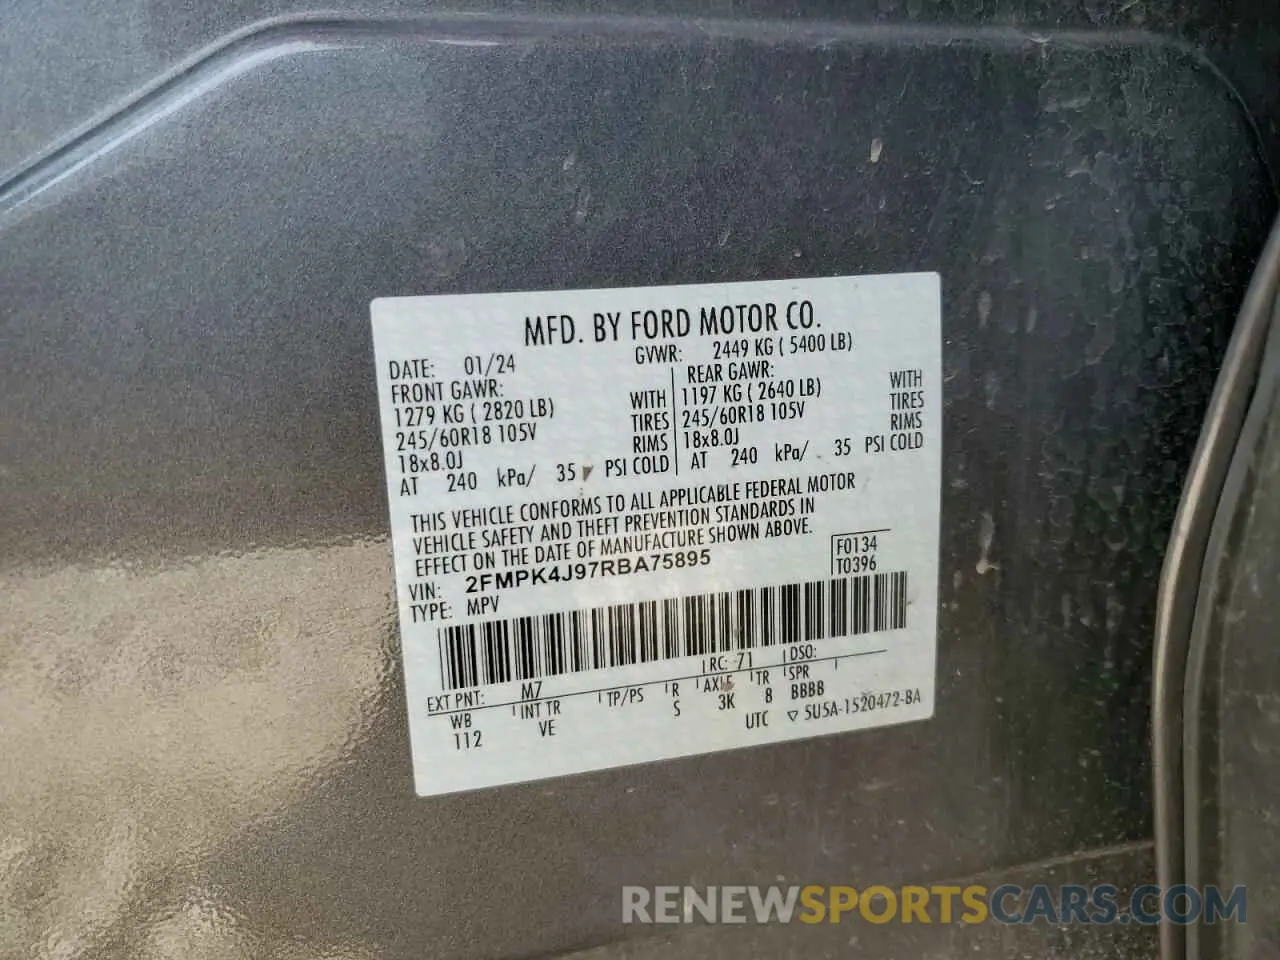 MFD. BY FORD MOTOR CO.
DATE: 01/24 GVWR: 2449 KG ( 5400 LB)
FRONT GAWR: REAR GAWR:
1279 KG ( 2820 LB) WITH 1197 KG ( 2640 LB) WITH
245/60R18 105V TIRES 245/60R18 105V TIRES
18x8.0J RIMS 18x8.0J RIMS
AT 240 kPa/ 35 PSI COLD AT 240 kPa/ 35 PSI COLD
THIS VEHICLE CONFORMS TO ALL APPLICABLE FEDERAL MOTOR
VEHICLE SAFETY AND THEFT PREVENTION STANDARDS IN
EFFECT ON THE DATE OF MANUFACTURE SHOWN ABOVE.
VIN: 2FMPK4J97RBA75895 F0134
TYPE: MPV T0396
EXT PNT: M7 RC: 71 DSO:
WB INT TR TP/PS R AXLE TR SPR
112 VE S 3K 8 BBBB
UTC ▽ 5U5A-1520472-BA
RENEWSPORTSCARS.COM